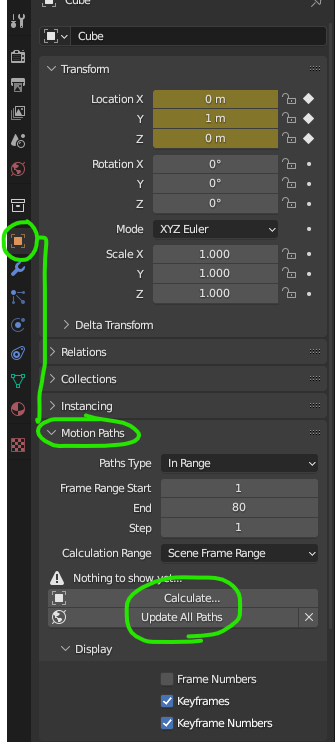 Cube
Cube
Transform
Location X 0 m
Y 1 m
Z 0 m
Rotation X 0°
Y 0°
Z 0°
Mode XYZ Euler
Scale X 1.000
Y 1.000
Z 1.000
Delta Transform
Relations
Collections
Instancing
Motion Paths
Paths Type In Range
Frame Range Start 1
End 80
Step 1
Calculation Range Scene Frame Range
Nothing to show yet...
Calculate...
Update All Paths
Display
Frame Numbers
Keyframes
Keyframe Numbers